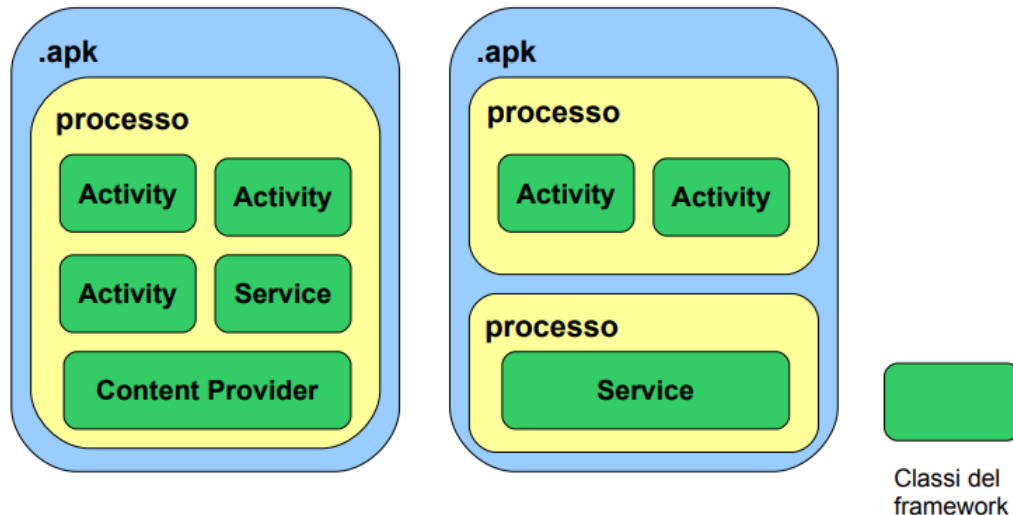 .apk
processo
Activity
Activity
Activity
Service
Content Provider
.apk
processo
Activity
Activity
processo
Service
Classi del
framework